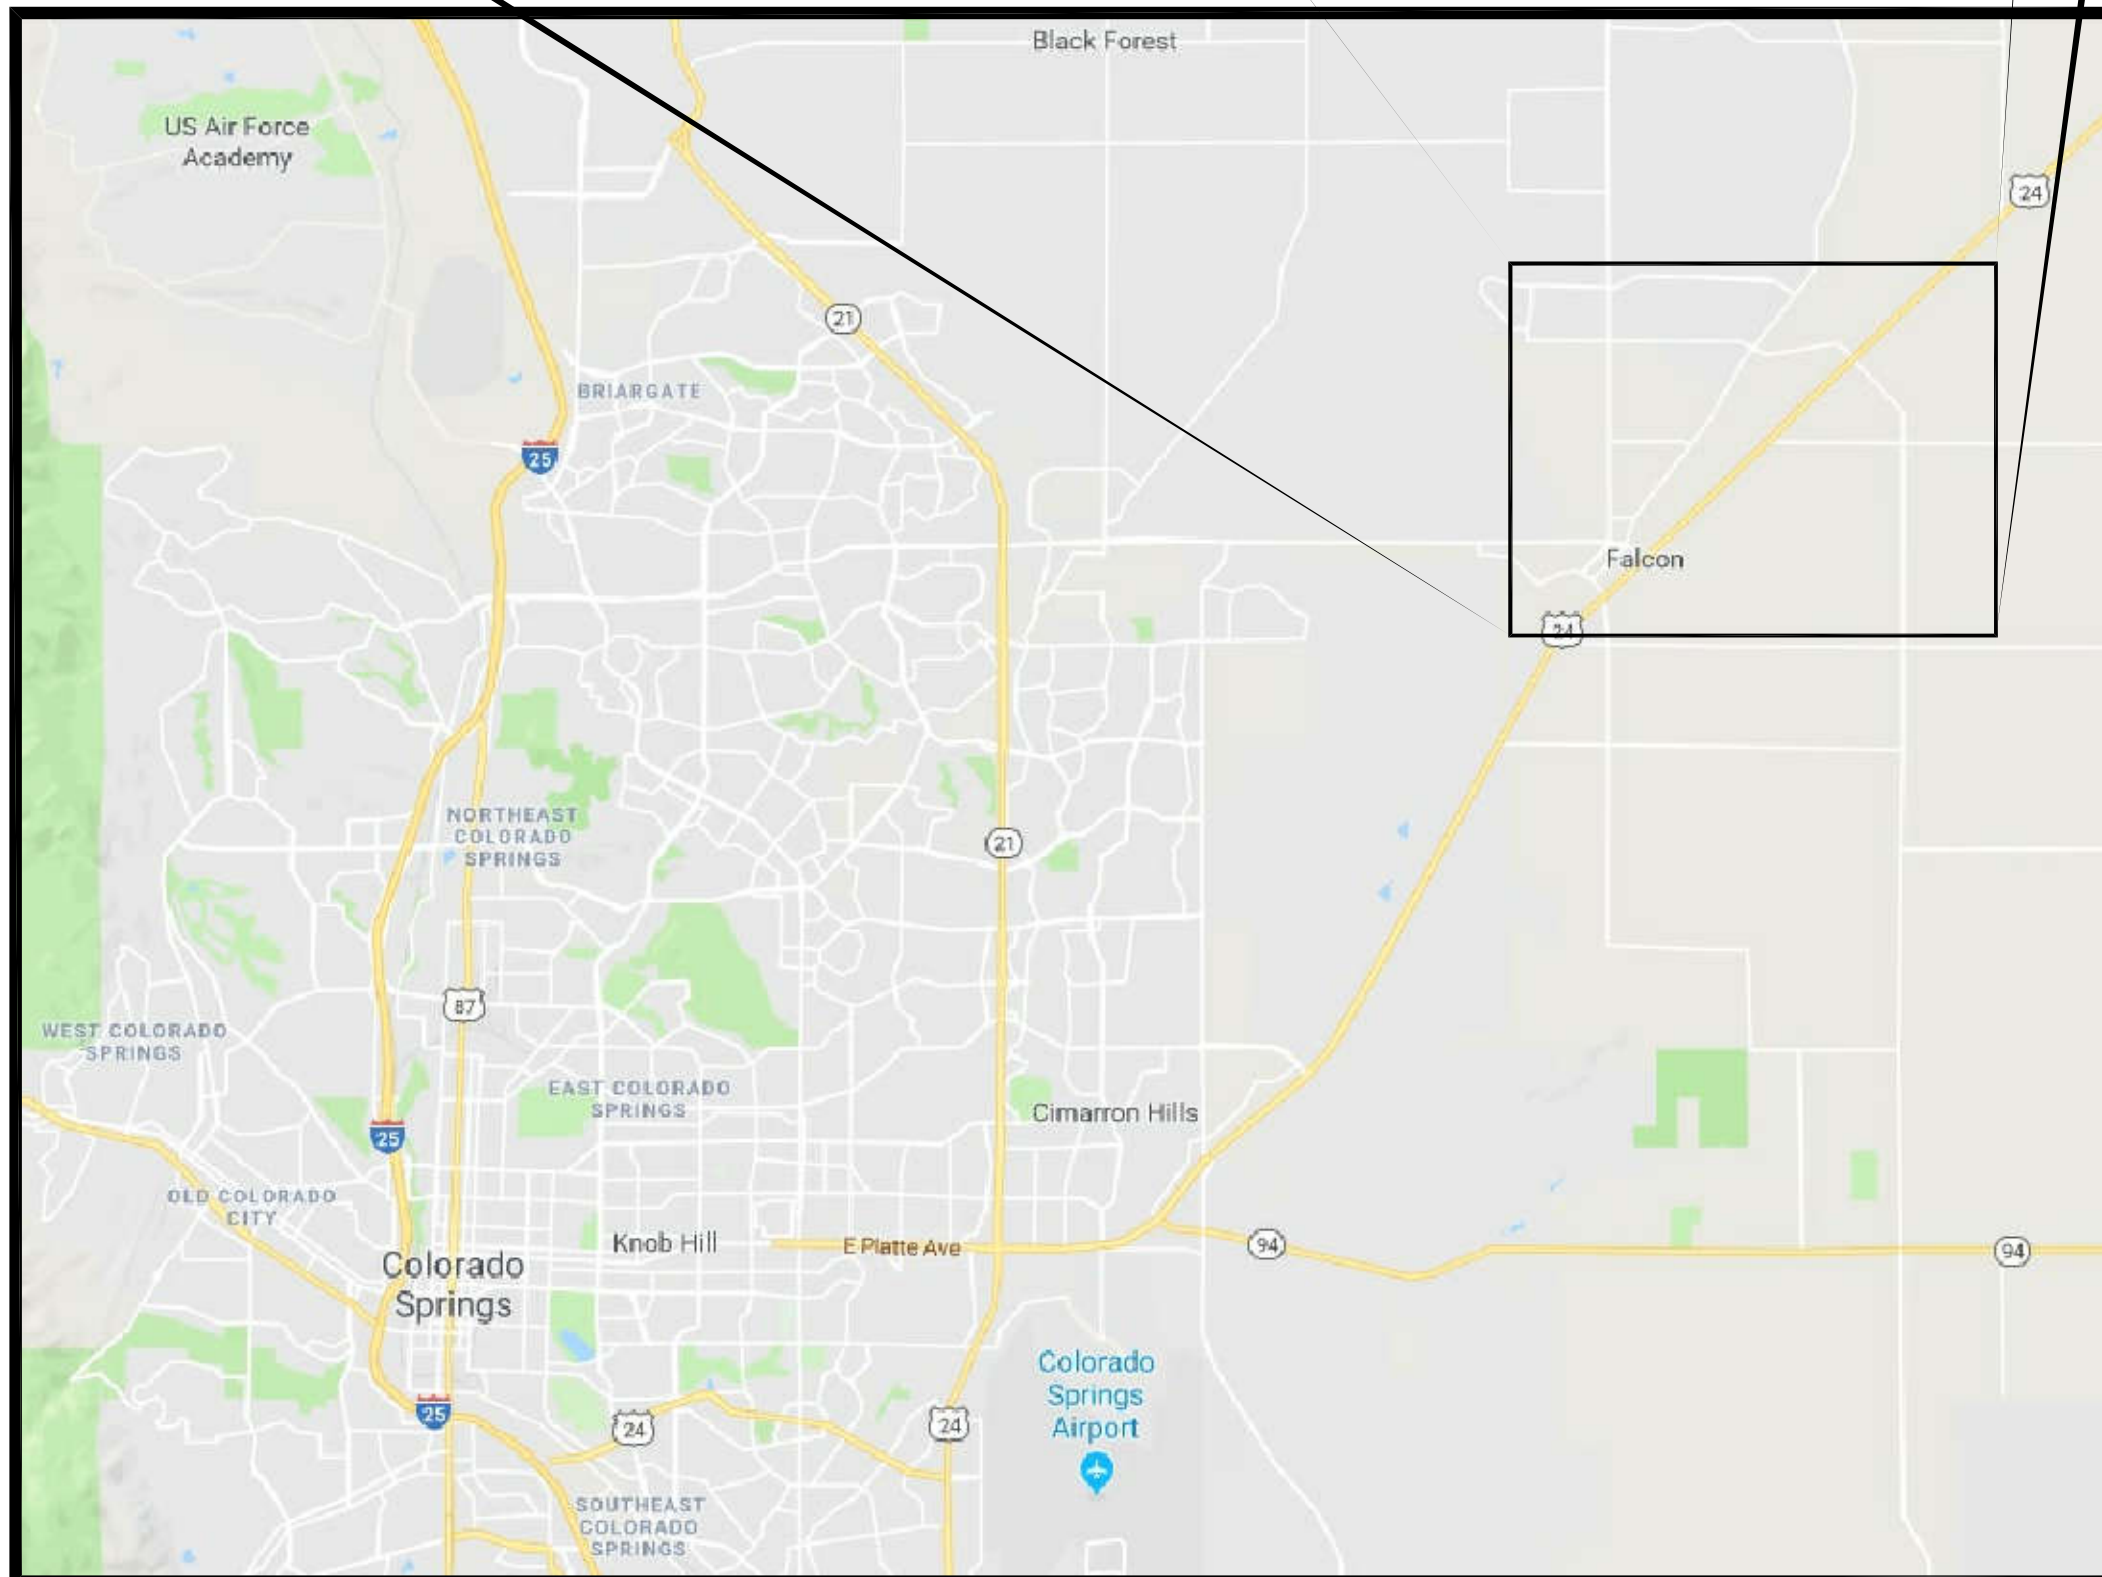 Black Forest
US Air Force
Academy
24
21
BRIARGATE
25
Falcon
24
NORTHEAST
COLORADO
SPRINGS
21
87
WEST COLORADO
SPRINGS
EAST COLORADO
SPRINGS
Cimarron Hills
25
OLD COLORADO
CITY
Knob Hill
E Platte Ave
94
94
Colorado
Springs
Colorado
Springs
Airport
25
24
24
SOUTHEAST
COLORADO
SPRINGS